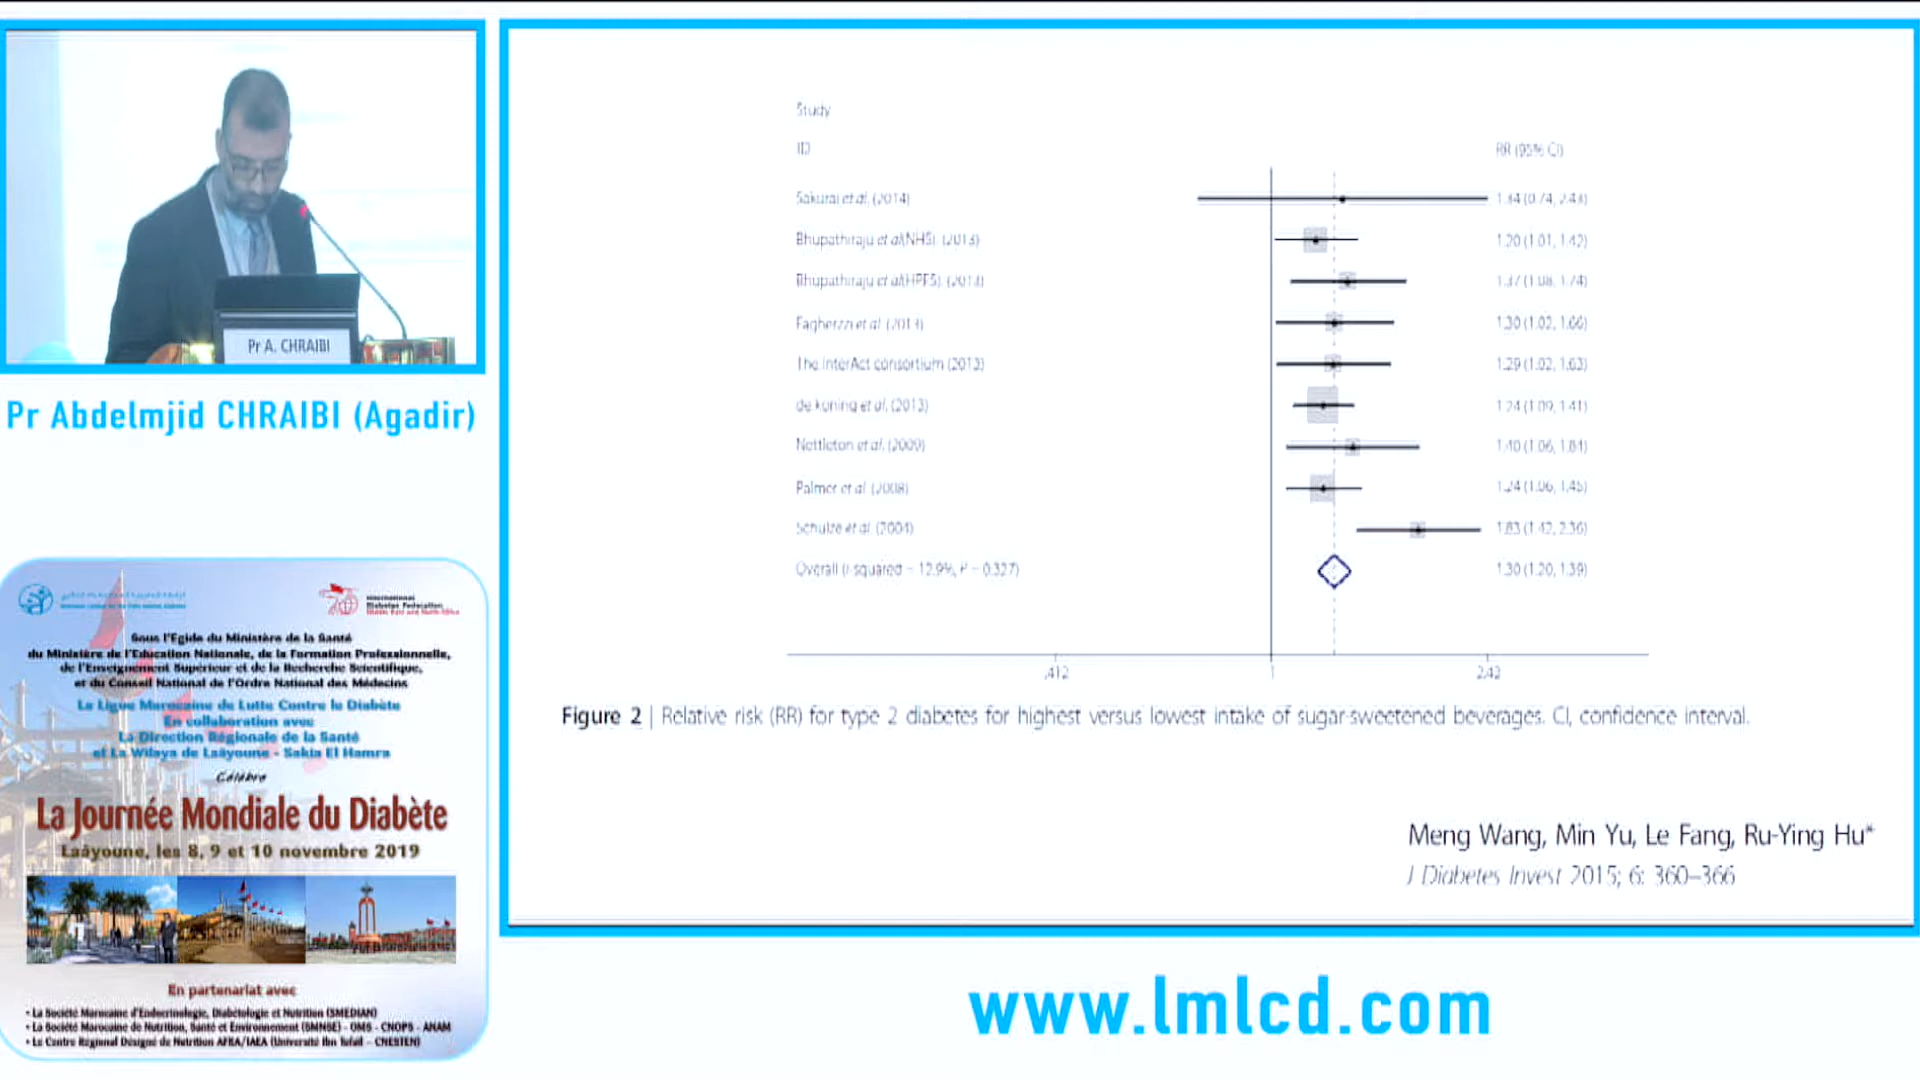 Pr A. CHRAIBI
Pr Abdelmjid CHRAIBI (Agadir)
Sous l'Egide du Ministère de la Santé
du Ministère de l'Education Nationale, de la Formation Professionnelle,
de l'Enseignement Supérieur et de la Recherche Scientifique,
et du Conseil National de l'Ordre National des Médecins
La Ligue Marocaine de Lutte Contre le Diabète
En collaboration avec
La Direction Régionale de la Santé
et La Wilaya de Laâyoune - Sakia El Hamra
Célèbre
La Journée Mondiale du Diabète
Laâyoune, les 8, 9 et 10 novembre 2019
En partenariat avec
• La Société Marocaine d'Endocrinologie, Diabétologie et Nutrition (SMEDIAN)
• La Société Marocaine de Nutrition, Santé et Environnement (SMNSE) - OMS - CNOPS - ANAM
• Le Centre Régional Désigné de Nutrition AFRA/IAEA (Université Ibn Tofail - CNESTEN)
Study
ID RR (95% CI)
Sakurai et al. (2014) 1.34 (0.74, 2.43)
Bhupathiraju et al(NHS). (2013) 1.20 (1.01, 1.42)
Bhupathiraju et al(HPFS). (2013) 1.37 (1.08, 1.74)
Fagherzzi et al. (2013) 1.30 (1.02, 1.66)
The InterAct consortium (2013) 1.29 (1.02, 1.63)
de koning et al. (2013) 1.24 (1.09, 1.41)
Nettleton et al. (2009) 1.40 (1.06, 1.84)
Palmer et al. (2008) 1.24 (1.06, 1.45)
Schulze et al. (2004) 1.83 (1.42, 2.36)
Overall (I-squared = 12.9%, P = 0.327) 1.30 (1.20, 1.39)
.412 1 2.42
Figure 2 | Relative risk (RR) for type 2 diabetes for highest versus lowest intake of sugar-sweetened beverages. CI, confidence interval.
Meng Wang, Min Yu, Le Fang, Ru-Ying Hu*
J Diabetes Invest 2015; 6: 360–366
www.lmlcd.com